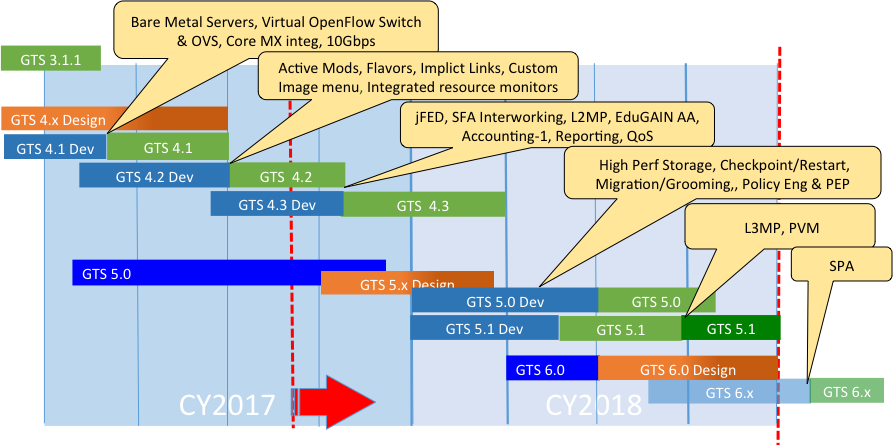 Bare Metal Servers, Virtual OpenFlow Switch
& OVS, Core MX integ, 10Gbps
GTS 3.1.1
Active Mods, Flavors, Implict Links, Custom
Image menu, Integrated resource monitors
jFED, SFA Interworking, L2MP, EduGAIN AA,
Accounting-1, Reporting, QoS
GTS 4.x Design
GTS 4.1 Dev
GTS 4.1
High Perf Storage, Checkpoint/Restart,
Migration/Grooming,, Policy Eng & PEP
GTS 4.2 Dev
GTS 4.2
GTS 4.3 Dev
GTS 4.3
L3MP, PVM
SPA
GTS 5.0
GTS 5.x Design
GTS 5.0 Dev
GTS 5.0
GTS 5.1 Dev
GTS 5.1
GTS 5.1
GTS 6.0
GTS 6.0 Design
GTS 6.x
GTS 6.x
CY2017
CY2018